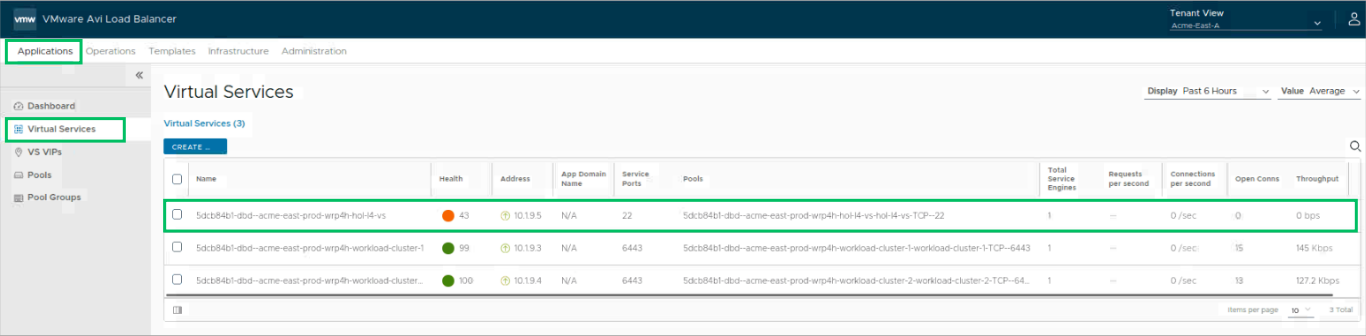 vmw VMware Avi Load Balancer
Tenant View
Acme-East-A
Applications Operations Templates Infrastructure Administration
Dashboard
Virtual Services
VS VIPs
Pools
Pool Groups
Virtual Services
Display Past 6 Hours Value Average
Virtual Services (3)
CREATE ...
Name Health Address App Domain Name Service Ports Pools Total Service Engines Requests per second Connections per second Open Conns Throughput
5dcb84b1-dbd--acme-east-prod-wrp4h-hol-l4-vs 43 10.1.9.5 N/A 22 5dcb84b1-dbd--acme-east-prod-wrp4h-hol-l4-vs-hol-l4-vs-TCP--22 1 -- 0 /sec 0 0 bps
5dcb84b1-dbd--acme-east-prod-wrp4h-workload-cluster-1 99 10.1.9.3 N/A 6443 5dcb84b1-dbd--acme-east-prod-wrp4h-workload-cluster-1-workload-cluster-1-TCP--6443 1 -- 0 /sec 15 145 Kbps
5dcb84b1-dbd--acme-east-prod-wrp4h-workload-cluster... 100 10.1.9.4 N/A 6443 5dcb84b1-dbd--acme-east-prod-wrp4h-workload-cluster-2-workload-cluster-2-TCP--64... 1 -- 0 /sec 13 127.2 Kbps
Items per page 10 3 Total